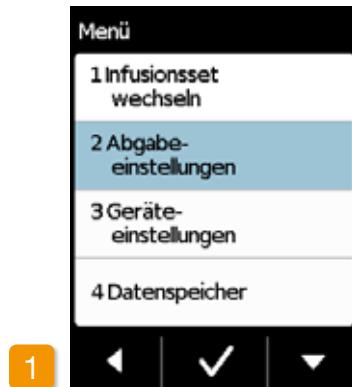 Menü
1 Infusionsset
wechseln
2 Abgabe-
einstellungen
3 Geräte-
einstellungen
4 Datenspeicher
1